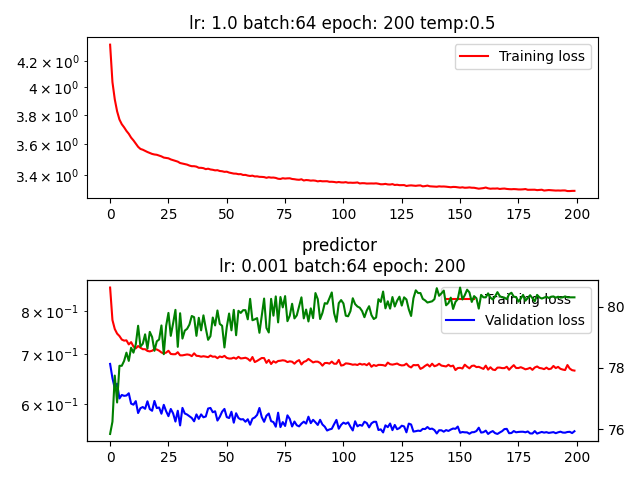 lr: 1.0 batch:64 epoch: 200 temp:0.5
4.2 × 10⁰
4 × 10⁰
3.8 × 10⁰
3.6 × 10⁰
3.4 × 10⁰
Training loss
0 25 50 75 100 125 150 175 200
predictor
lr: 0.001 batch:64 epoch: 200
8 × 10⁻¹
7 × 10⁻¹
6 × 10⁻¹
Training loss
Validation loss
80
78
76
0 25 50 75 100 125 150 175 200